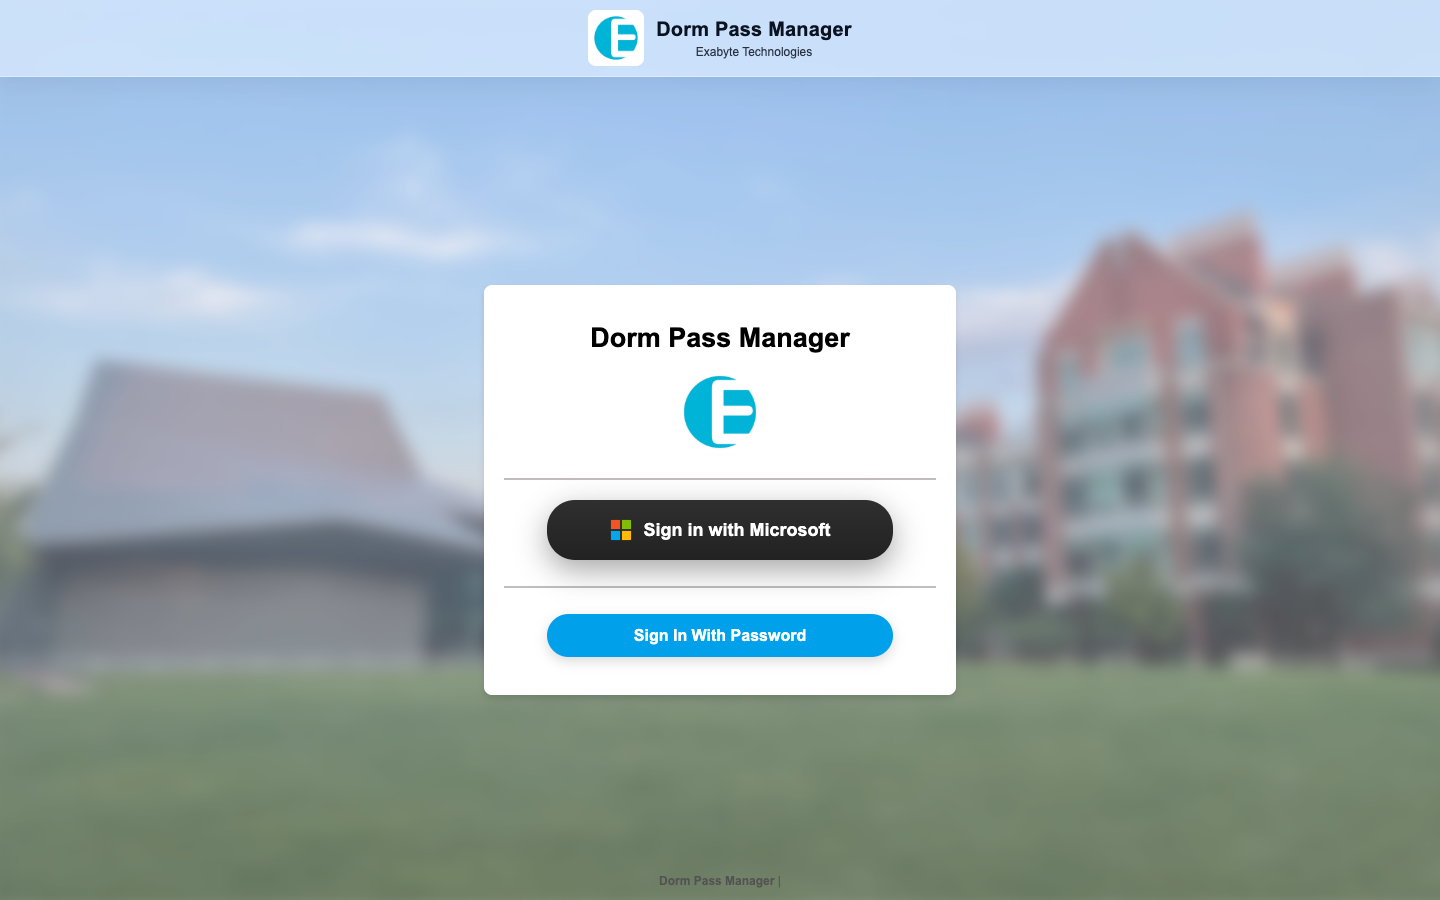 Dorm Pass Manager
Exabyte Technologies
Dorm Pass Manager
Sign in with Microsoft
Sign In With Password
Dorm Pass Manager |